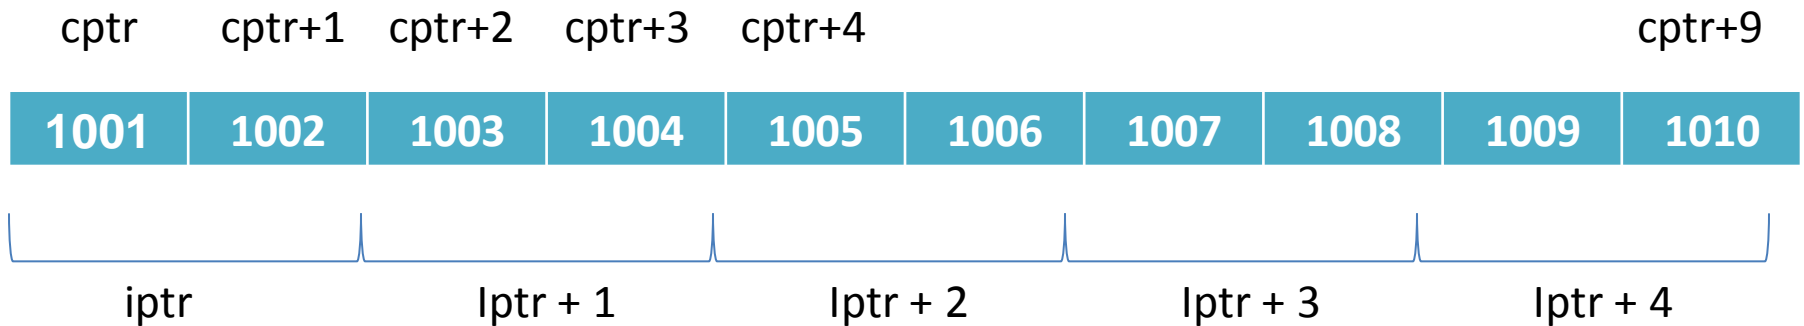 cptr cptr+1 cptr+2 cptr+3 cptr+4 cptr+9
1001 1002 1003 1004 1005 1006 1007 1008 1009 1010
iptr Iptr + 1 Iptr + 2 Iptr + 3 Iptr + 4